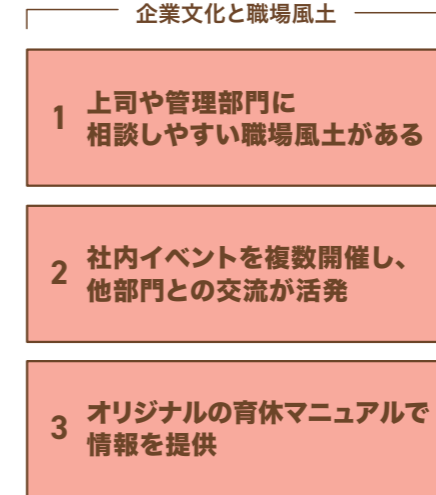 企業文化と職場風土
1 上司や管理部門に
相談しやすい職場風土がある
2 社内イベントを複数開催し、
他部門との交流が活発
3 オリジナルの育休マニュアルで
情報を提供